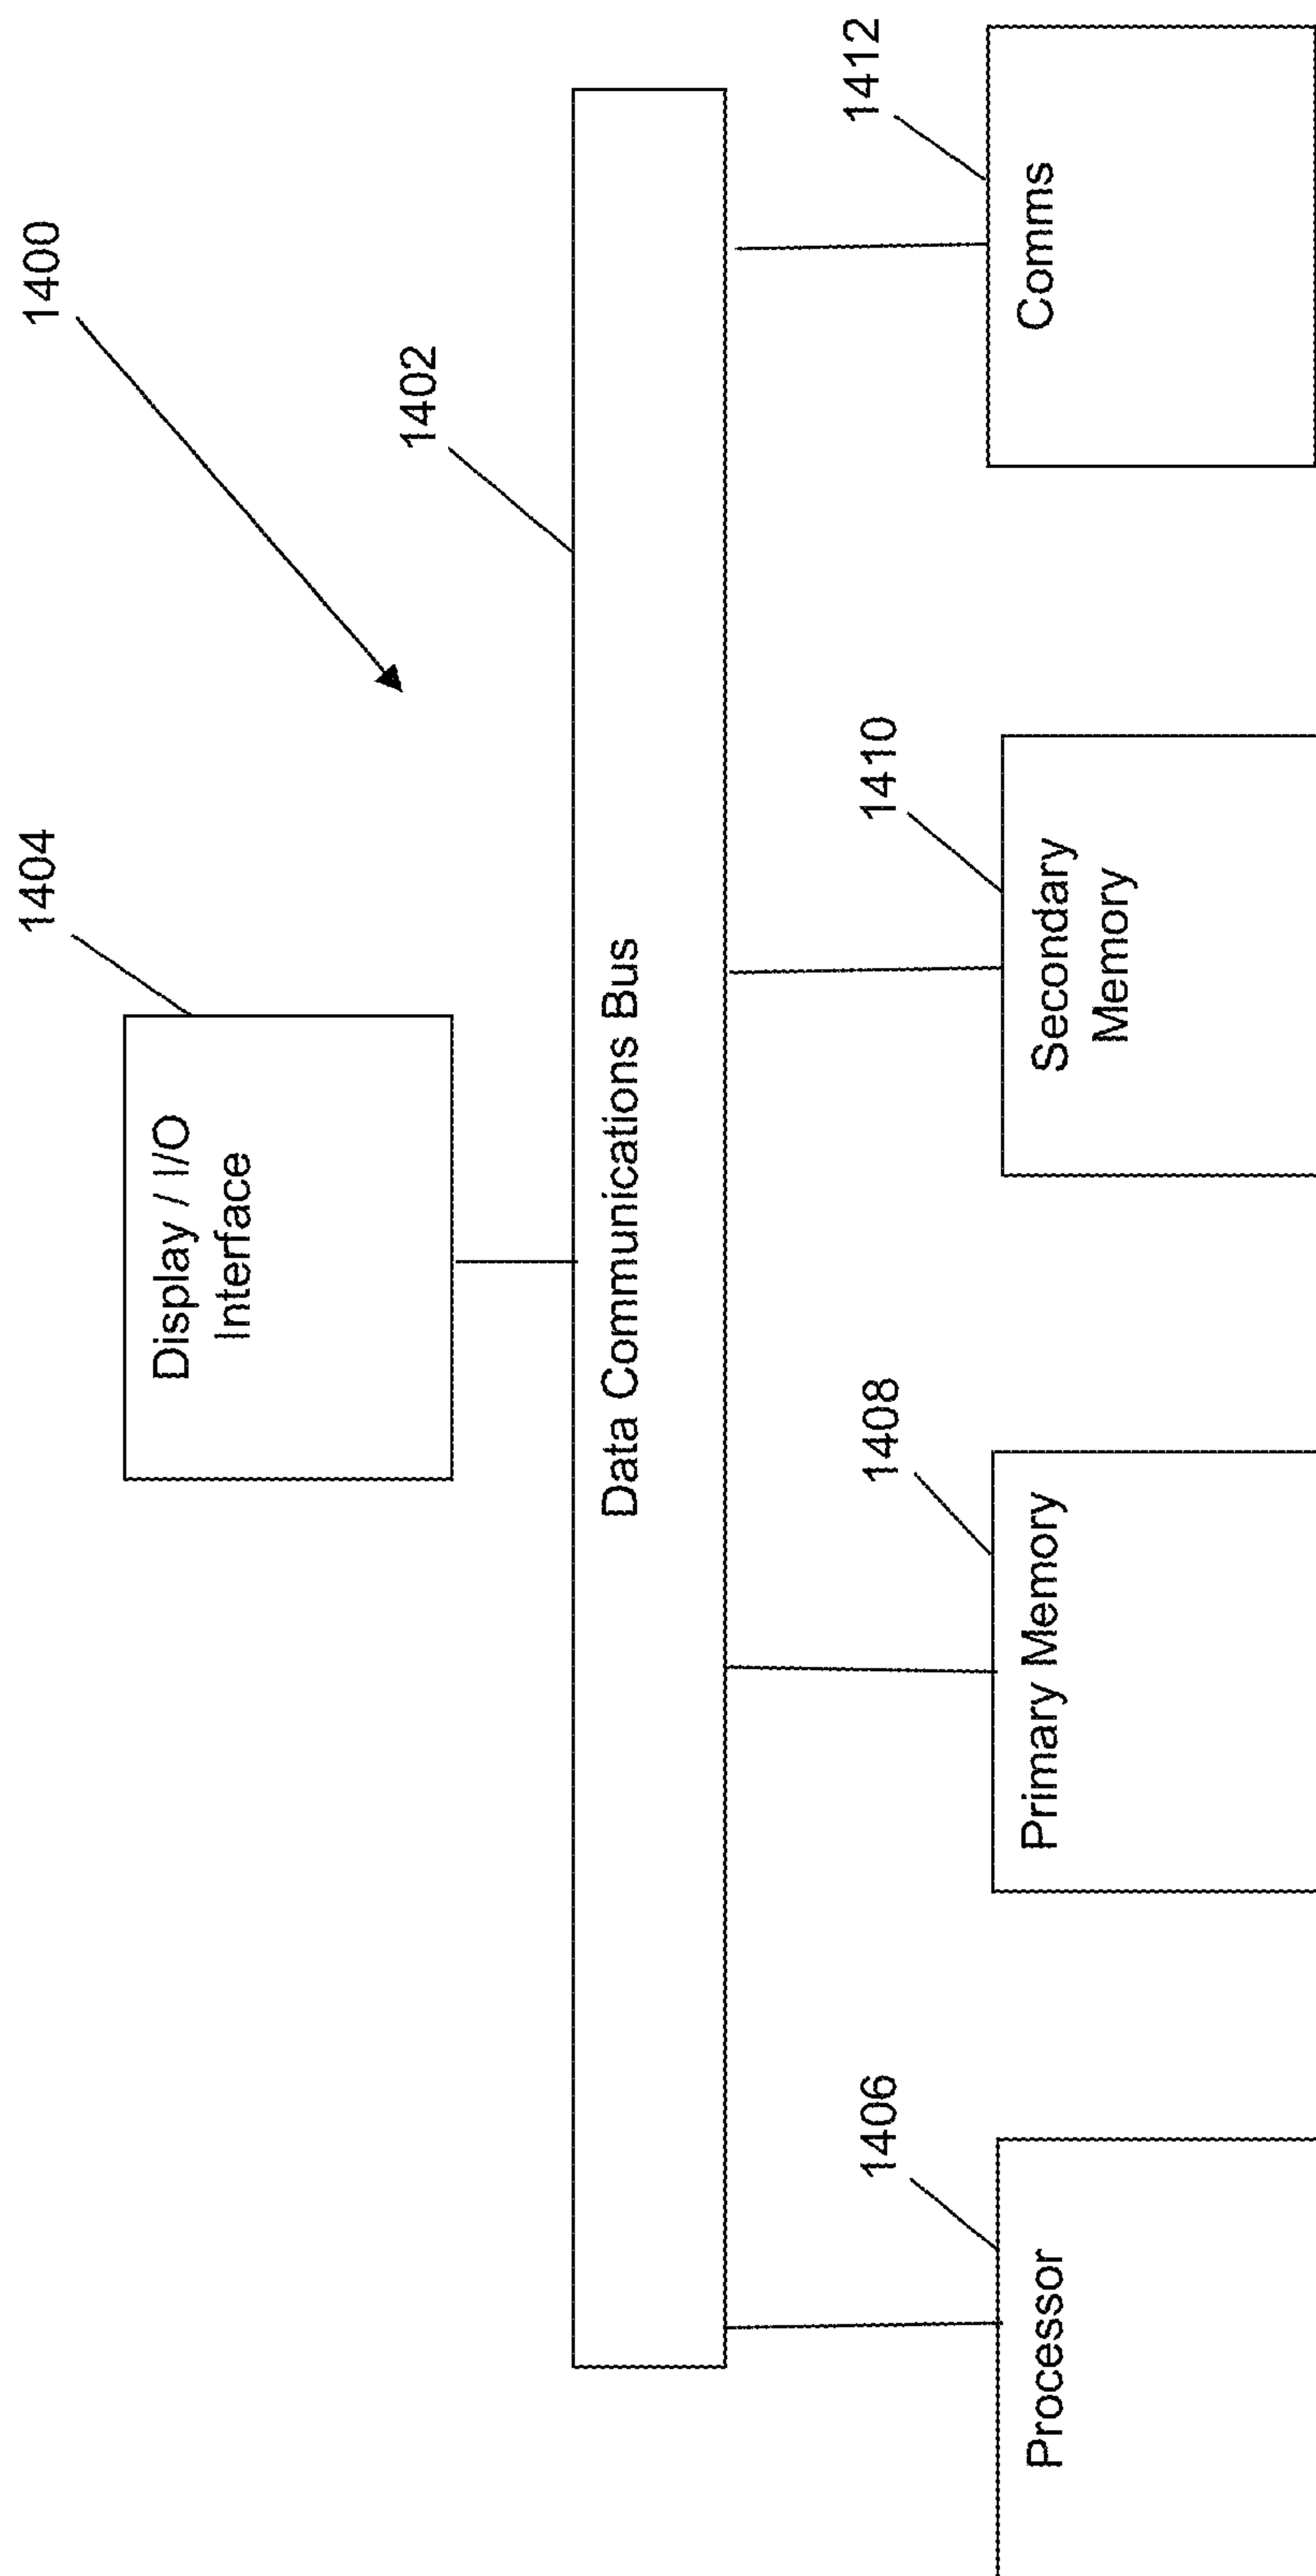 1400
1404
Display / I/O
Interface
1402
Data Communications Bus
1406
Processor
1408
Primary Memory
1410
Secondary
Memory
1412
Comms